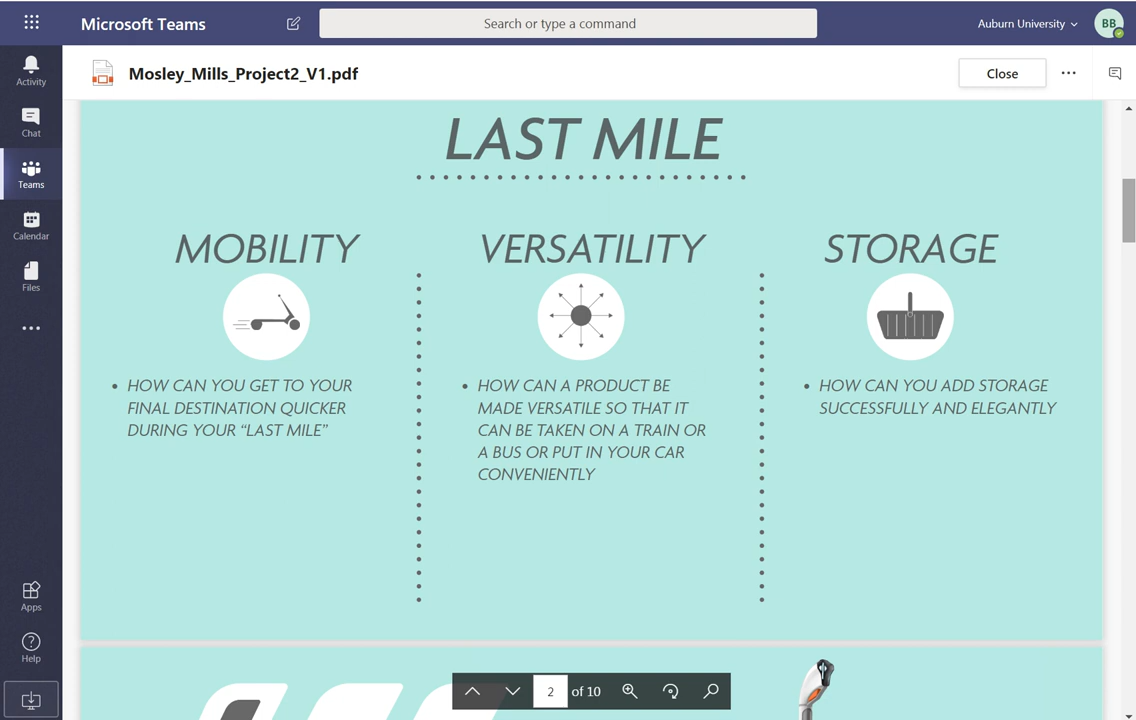 Microsoft Teams
Search or type a command
Auburn University
BB
Activity
Chat
Teams
Calendar
Files
Apps
Help
Mosley_Mills_Project2_V1.pdf
Close
LAST MILE
MOBILITY
• HOW CAN YOU GET TO YOUR
FINAL DESTINATION QUICKER
DURING YOUR “LAST MILE”
VERSATILITY
• HOW CAN A PRODUCT BE
MADE VERSATILE SO THAT IT
CAN BE TAKEN ON A TRAIN OR
A BUS OR PUT IN YOUR CAR
CONVENIENTLY
STORAGE
• HOW CAN YOU ADD STORAGE
SUCCESSFULLY AND ELEGANTLY
2 of 10